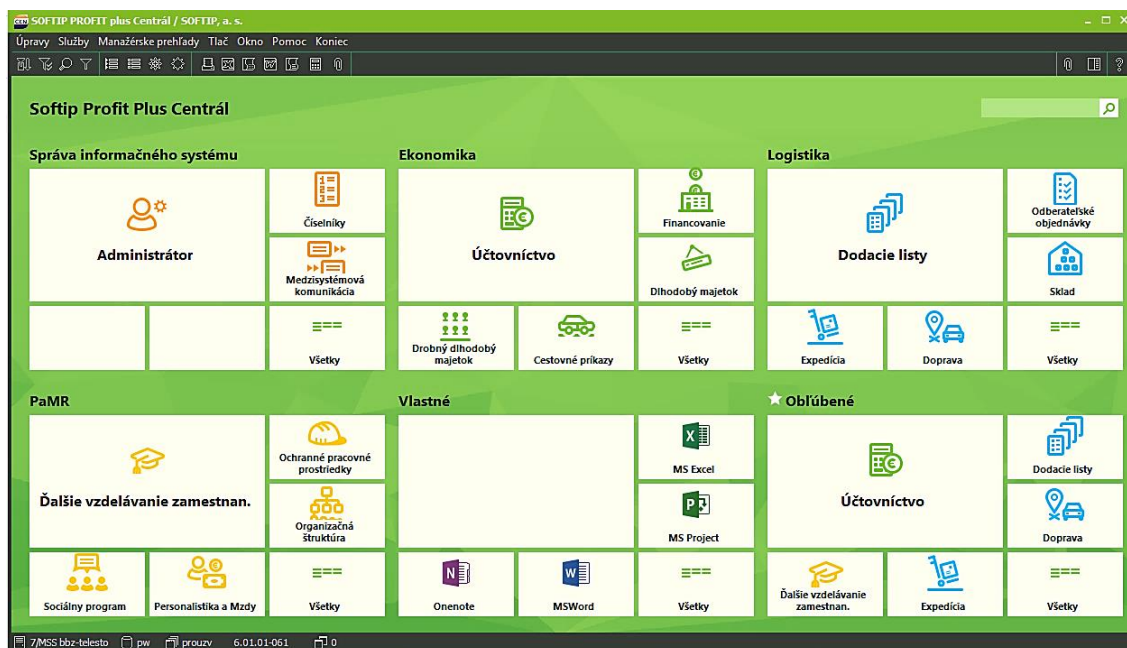 SOFTIP PROFIT plus Centrál / SOFTIP, a. s.
Úpravy Služby Manažérske prehľady Tlač Okno Pomoc Koniec
Softip Profit Plus Centrál
Správa informačného systému
Administrátor
Číselníky
Medzisystémová
komunikácia
Všetky
Ekonomika
Účtovníctvo
Financovanie
Dlhodobý majetok
Drobný dlhodobý
majetok
Cestovné príkazy
Všetky
Logistika
Dodacie listy
Odberateľské
objednávky
Sklad
Expedícia
Doprava
Všetky
PaMR
Ďalšie vzdelávanie zamestnan.
Ochranné pracovné
prostriedky
Organizačná
štruktúra
Sociálny program
Personalistika a Mzdy
Všetky
Vlastné
MS Excel
MS Project
Onenote
MSWord
Všetky
Obľúbené
Účtovníctvo
Dodacie listy
Doprava
Ďalšie vzdelávanie
zamestnan.
Expedícia
Všetky
7/MSS bbz-telesto pw prouzv 6.01.01-061 0